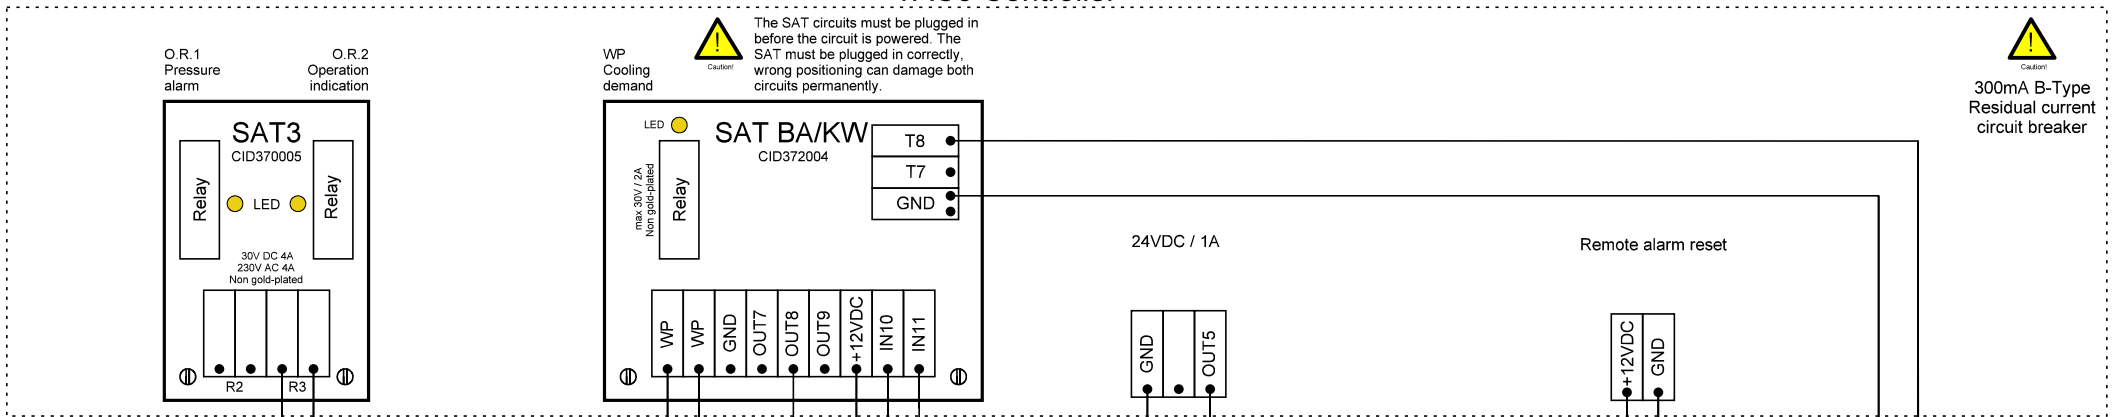 The SAT circuits must be plugged in
before the circuit is powered. The
SAT must be plugged in correctly,
wrong positioning can damage both
circuits permanently.
Caution!
Caution!
300mA B-Type
Residual current
circuit breaker
O.R.1
Pressure
alarm
O.R.2
Operation
indication
WP
Cooling
demand
SAT3
CID370005
Relay
LED
Relay
30V DC 4A
230V AC 4A
Non gold-plated
R2
R3
LED
SAT BA/KW
CID372004
max 30V / 2A
Non gold-plated
Relay
T8
T7
GND
WP
WP
GND
OUT7
OUT8
OUT9
+12VDC
IN10
IN11
24VDC / 1A
GND
OUT5
Remote alarm reset
+12VDC
GND